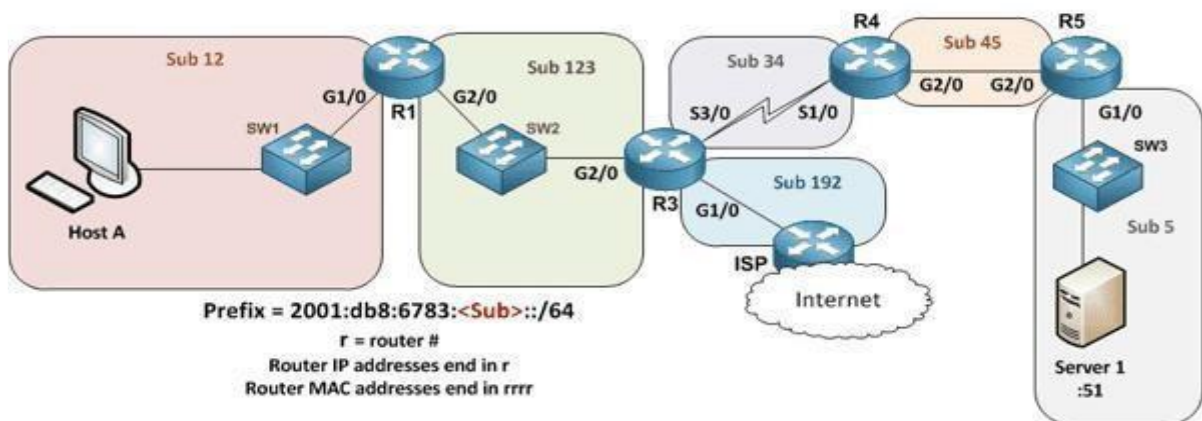 Sub 12
G1/0
R1
SW1
Host A
Sub 123
G2/0
SW2
G2/0
R3
Sub 34
S3/0
S1/0
R4
Sub 45
G2/0
G2/0
R5
G1/0
SW3
Sub 5
Server 1
:51
Sub 192
G1/0
ISP
Internet
Prefix = 2001:db8:6783:<Sub>::/64
r = router #
Router IP addresses end in r
Router MAC addresses end in rrrr